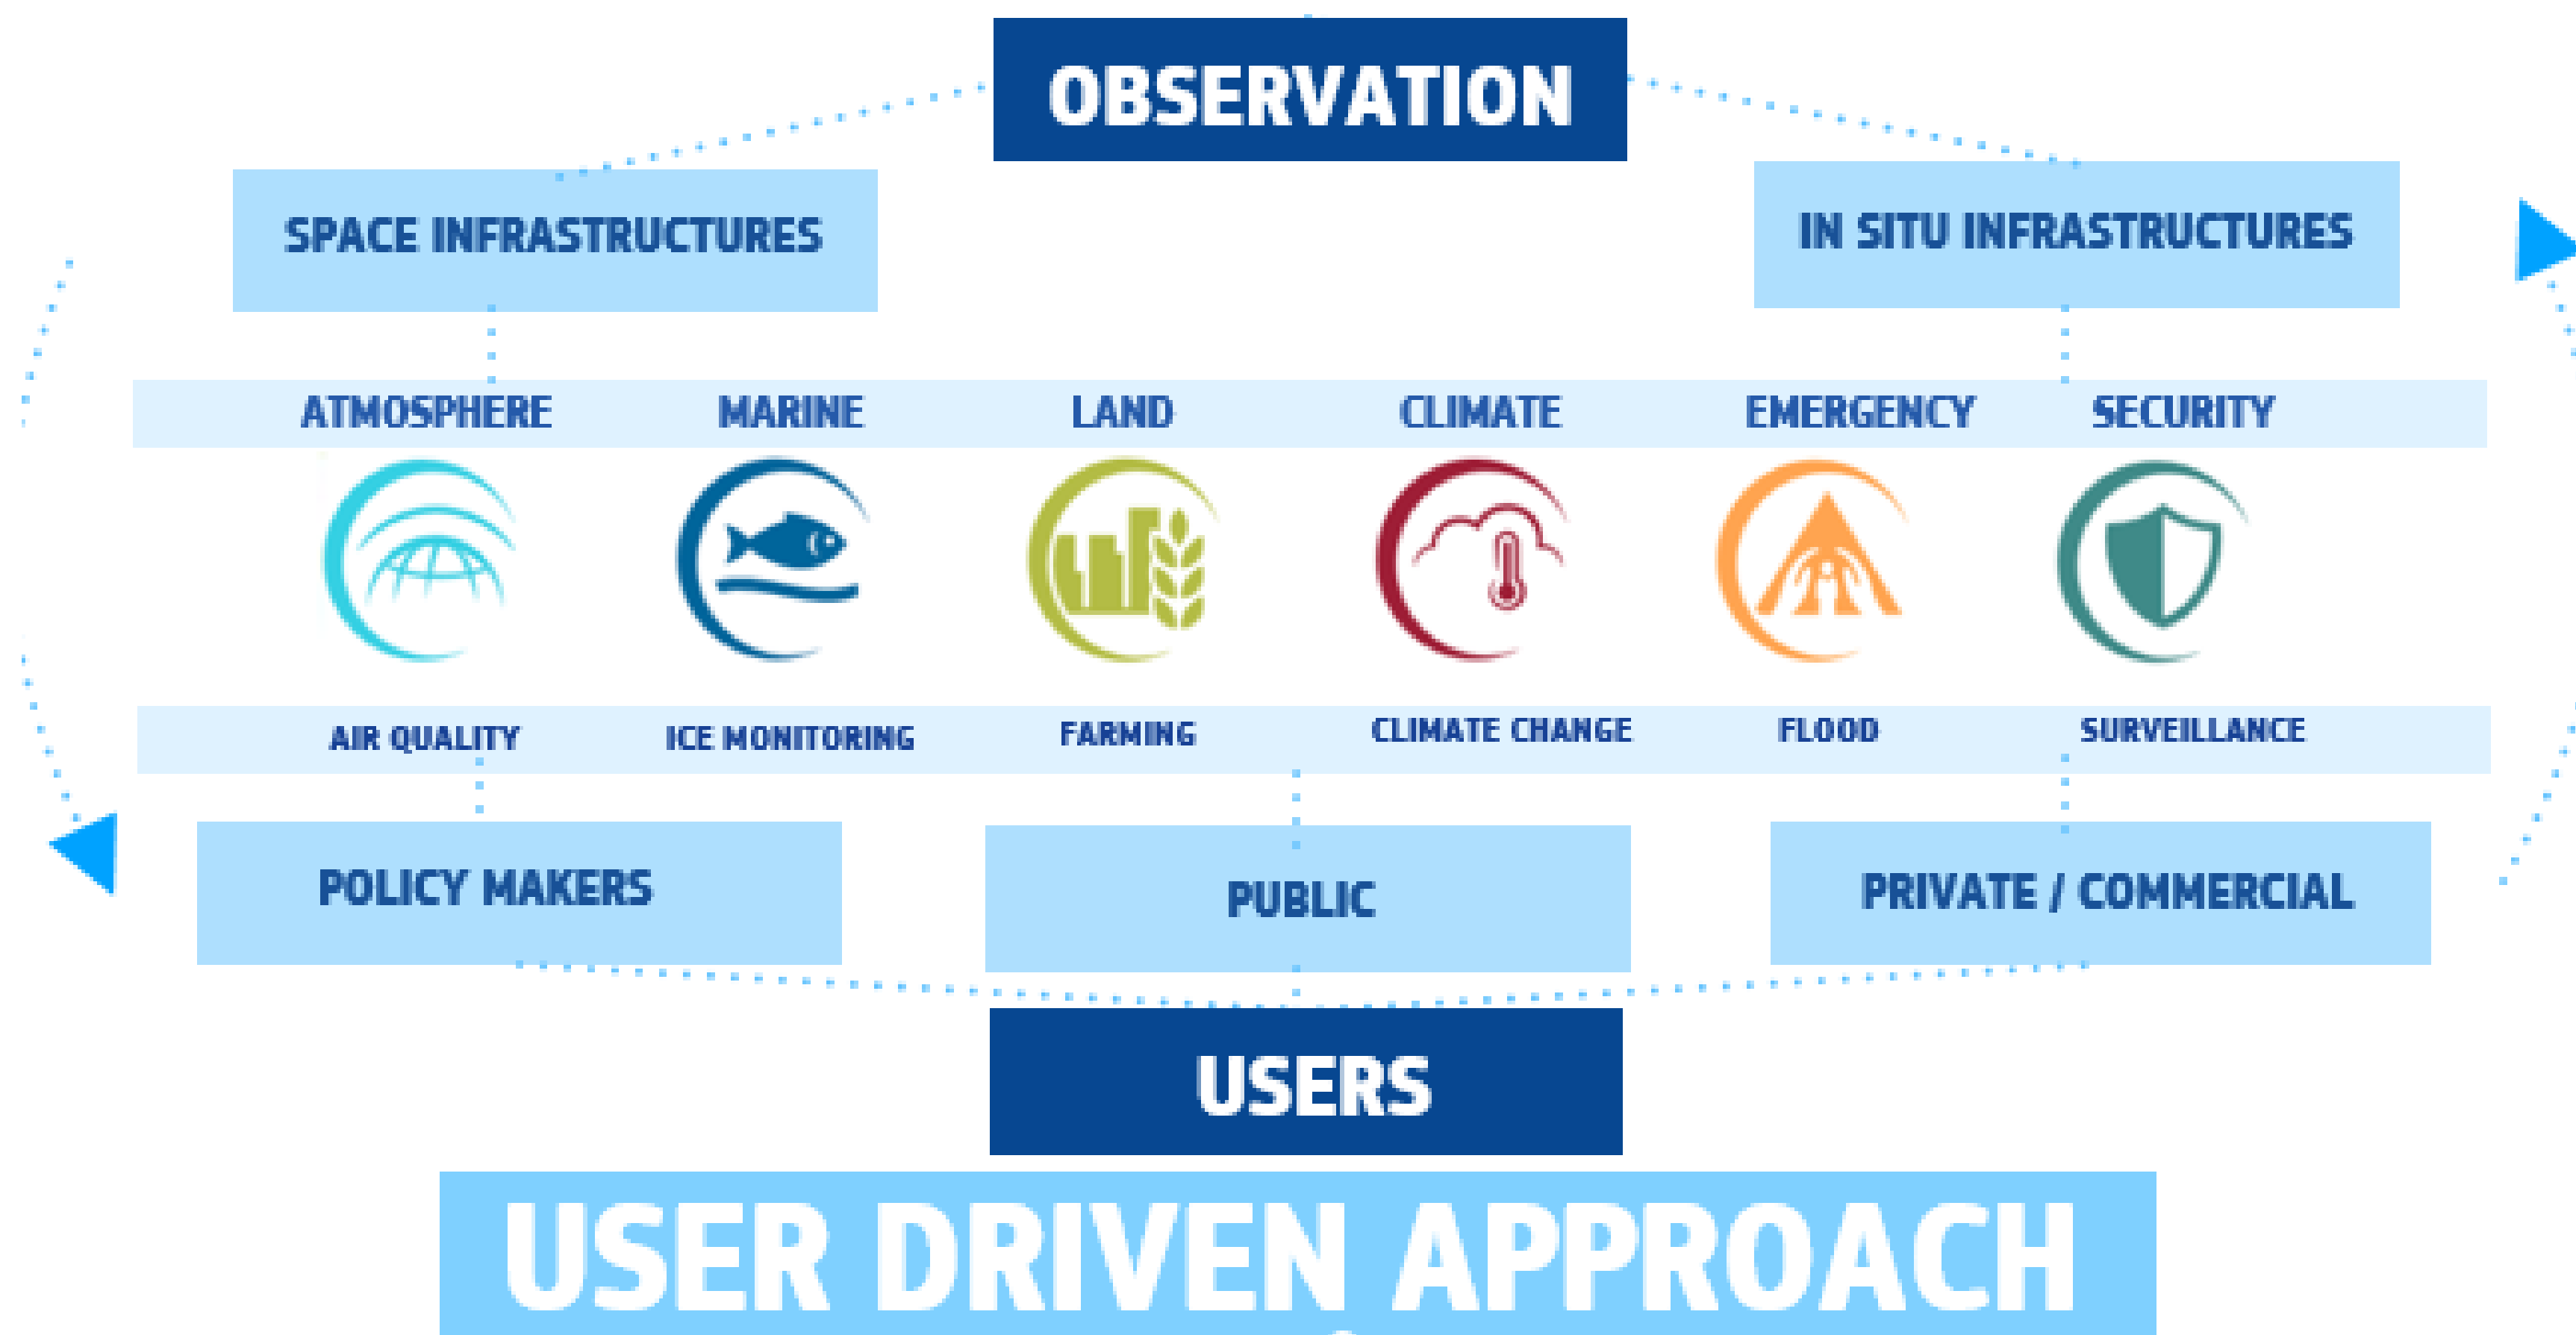 OBSERVATION
SPACE INFRASTRUCTURES
IN SITU INFRASTRUCTURES
ATMOSPHERE MARINE LAND CLIMATE EMERGENCY SECURITY
AIR QUALITY ICE MONITORING FARMING CLIMATE CHANGE FLOOD SURVEILLANCE
POLICY MAKERS
PUBLIC
PRIVATE / COMMERCIAL
USERS
USER DRIVEN APPROACH